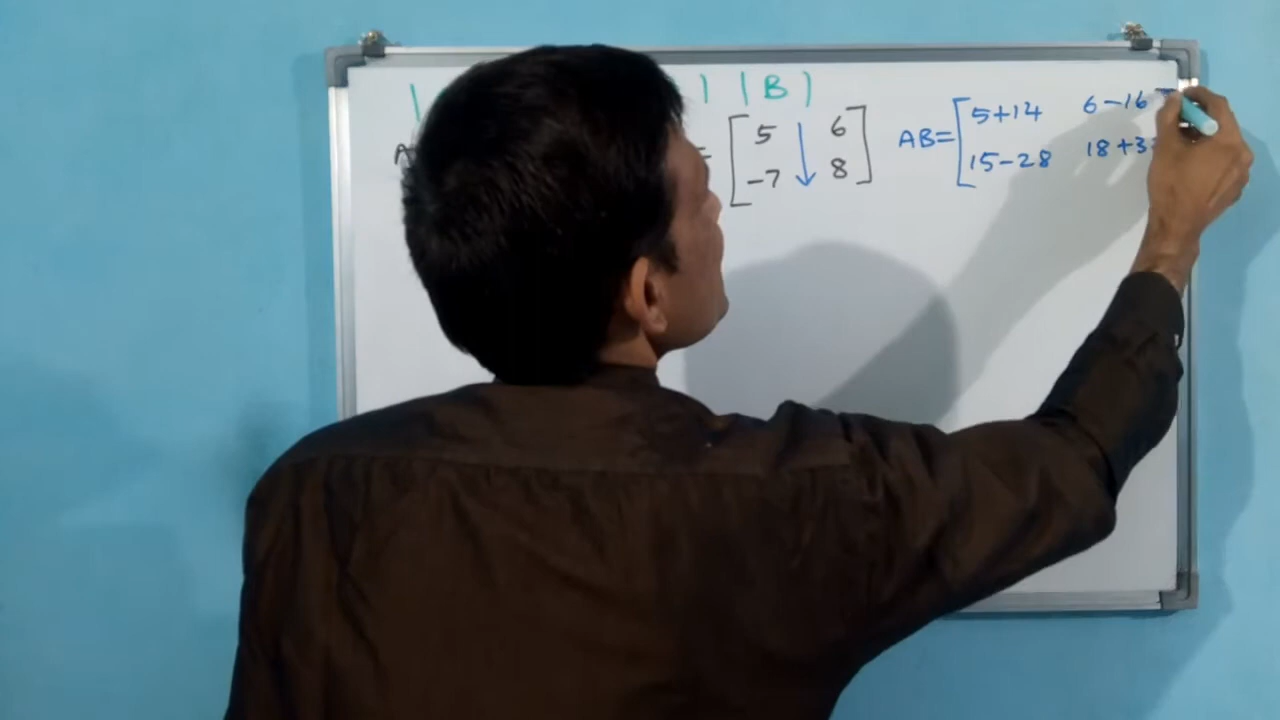 | | | B |
A = [ 5 6 AB = [ 5+14 6-16
-7 8 ] 15-28 18+3